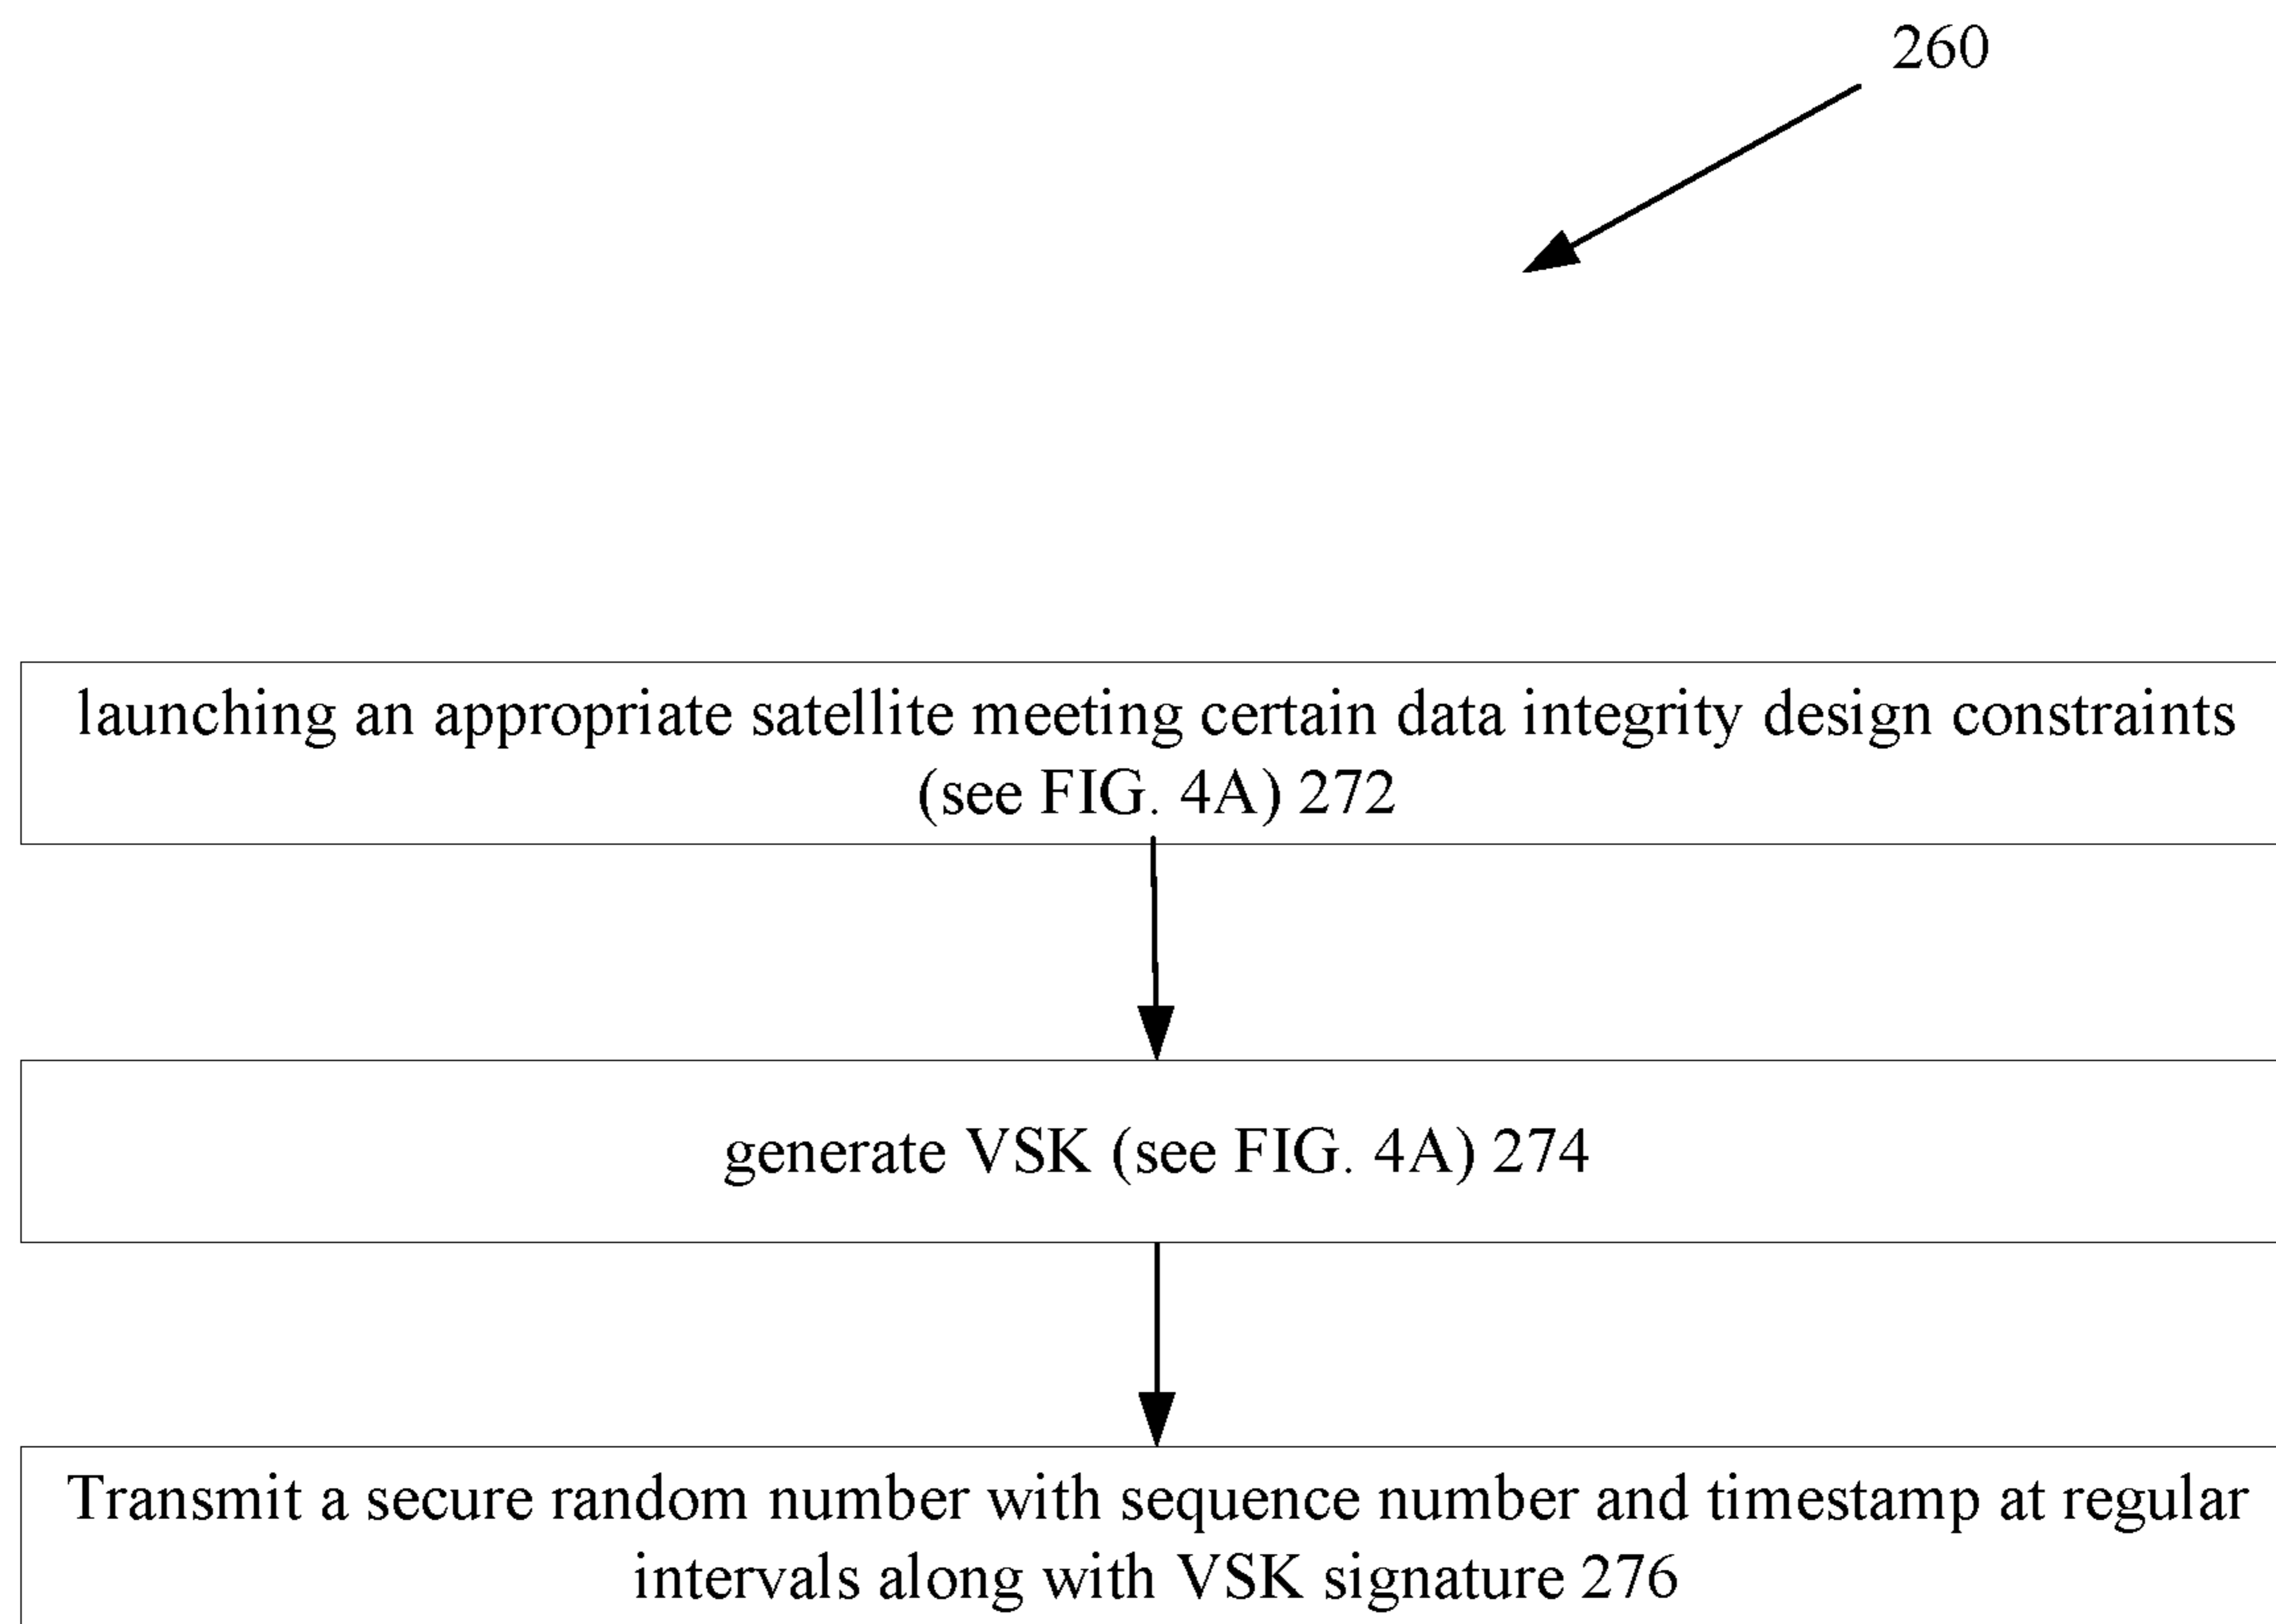 260
launching an appropriate satellite meeting certain data integrity design constraints
(see FIG. 4A) 272
generate VSK (see FIG. 4A) 274
Transmit a secure random number with sequence number and timestamp at regular
intervals along with VSK signature 276